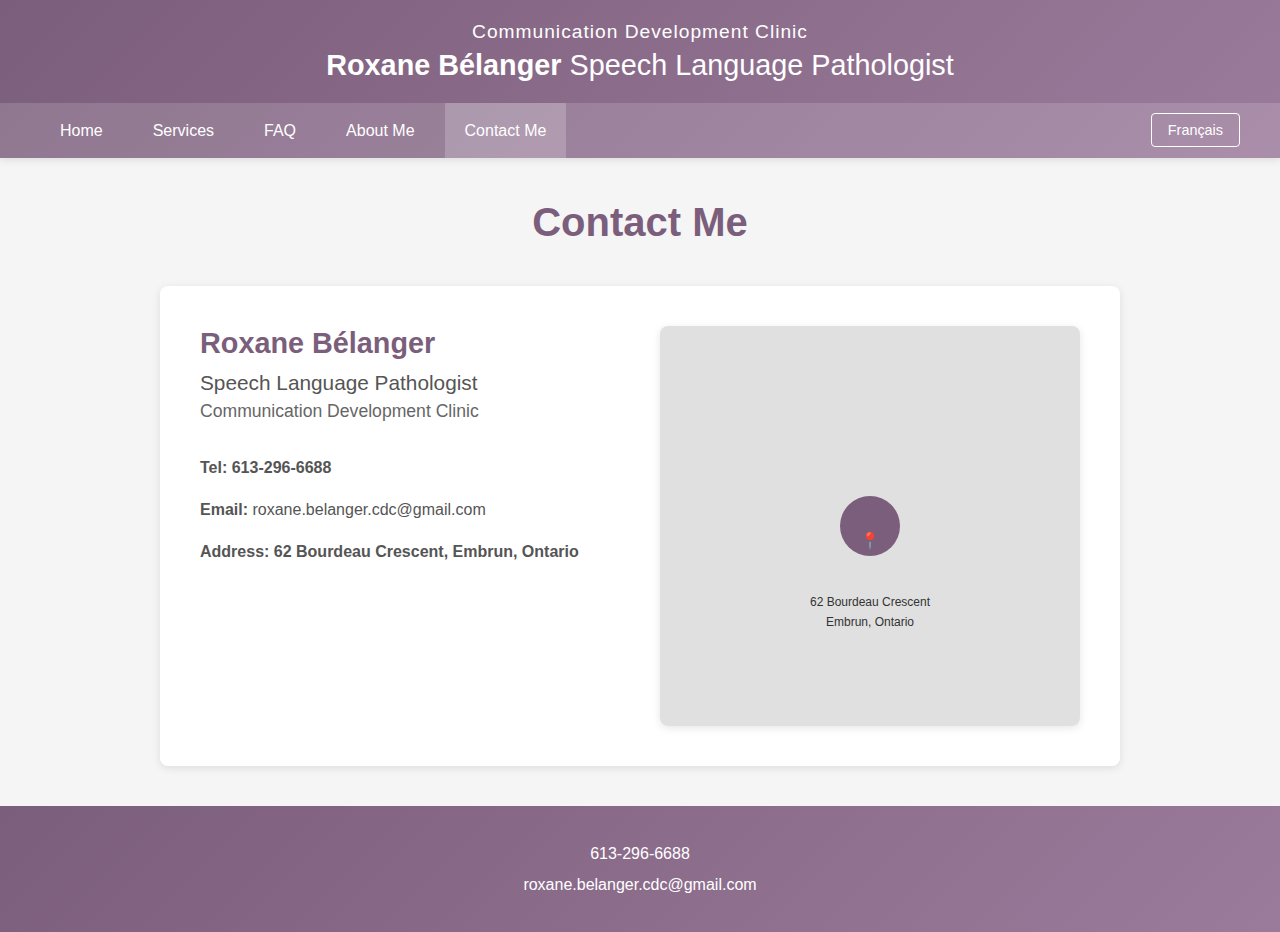 Communication Development Clinic
Roxane Bélanger Speech Language Pathologist
Home
Services
FAQ
About Me
Contact Me
Français
Contact Me
Roxane Bélanger
Speech Language Pathologist
Communication Development Clinic
Tel: 613-296-6688
Email: roxane.belanger.cdc@gmail.com
Address: 62 Bourdeau Crescent, Embrun, Ontario
62 Bourdeau Crescent
Embrun, Ontario
613-296-6688
roxane.belanger.cdc@gmail.com